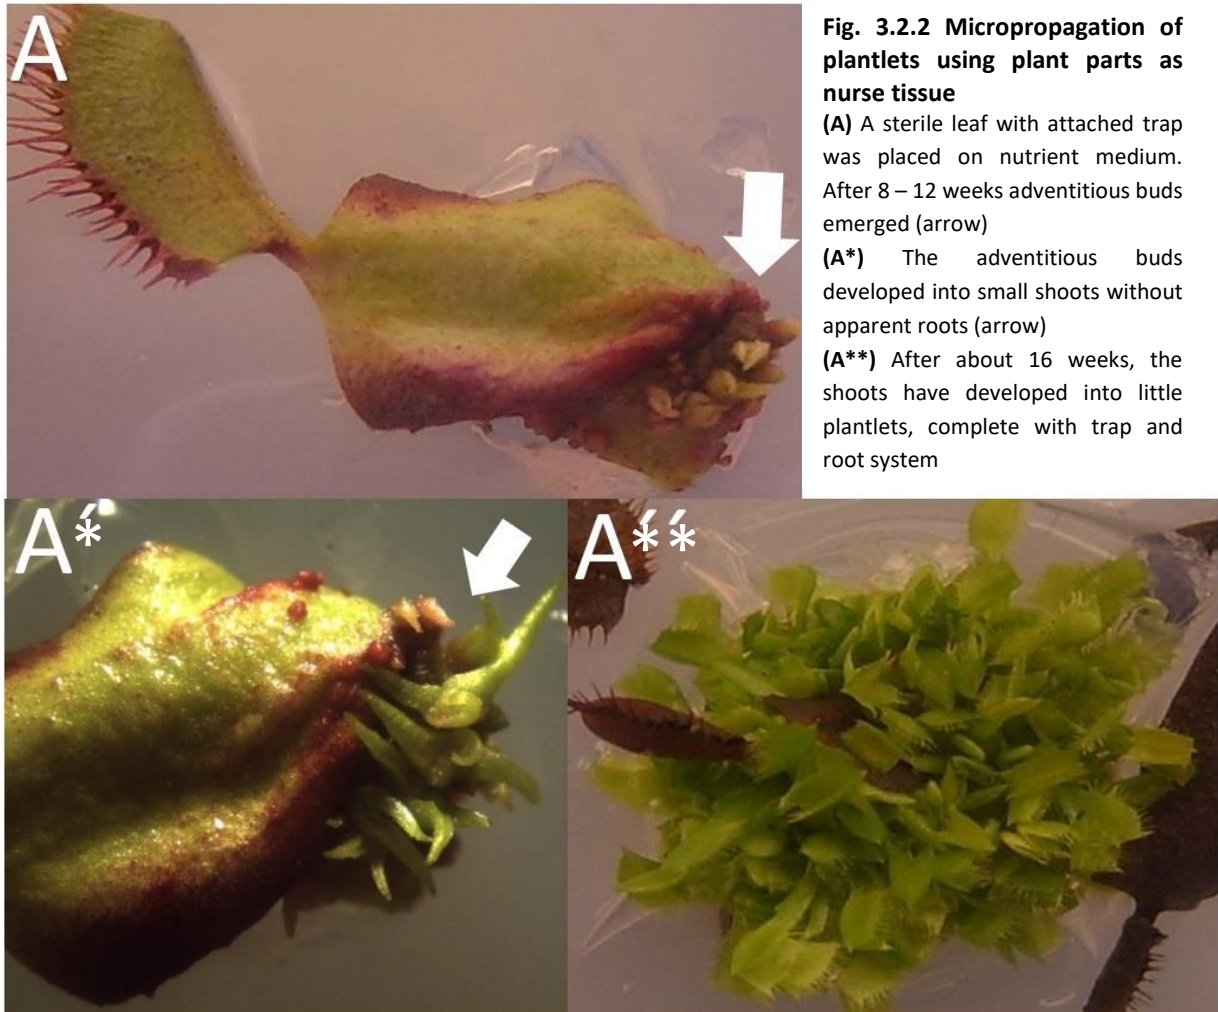 A
Fig. 3.2.2 Micropropagation of
plantlets using plant parts as
nurse tissue
(A) A sterile leaf with attached trap
was placed on nutrient medium.
After 8 – 12 weeks adventitious buds
emerged (arrow)
(A*) The adventitious buds
developed into small shoots without
apparent roots (arrow)
(A**) After about 16 weeks, the
shoots have developed into little
plantlets, complete with trap and
root system
A*
A**